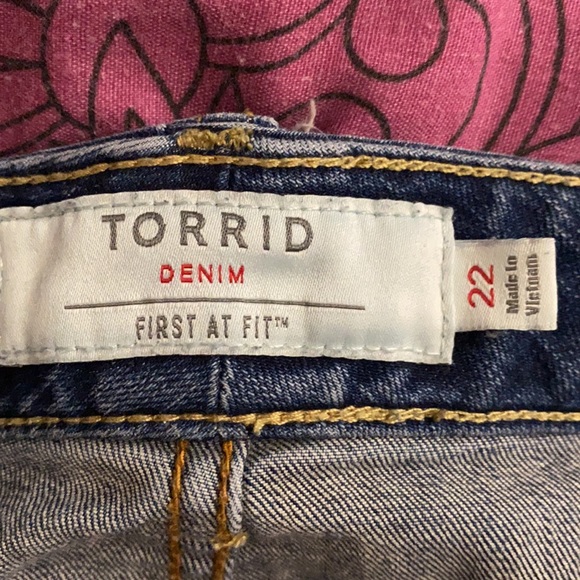 TORRID
DENIM
FIRST AT FIT™
22
Made in
Vietnam